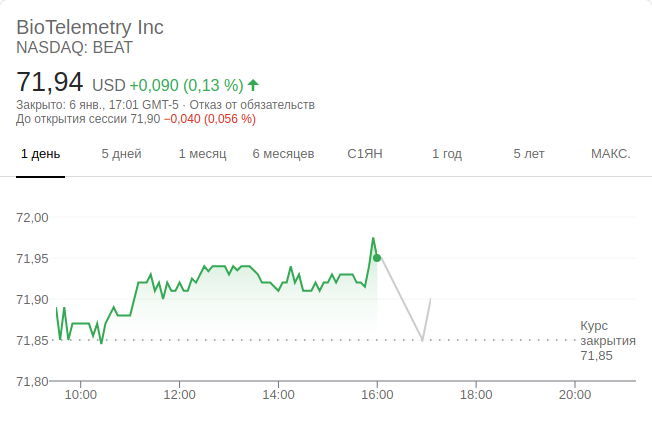 BioTelemetry Inc
NASDAQ: BEAT
71,94 USD +0,090 (0,13 %)
Закрыто: 6 янв., 17:01 GMT-5 · Отказ от обязательств
До открытия сессии 71,90 −0,040 (0,056 %)
1 день 5 дней 1 месяц 6 месяцев С1ЯН 1 год 5 лет МАКС.
72,00
71,95
71,90
Курс
71,85 закрытия
71,85
71,80
10:00 12:00 14:00 16:00 18:00 20:00